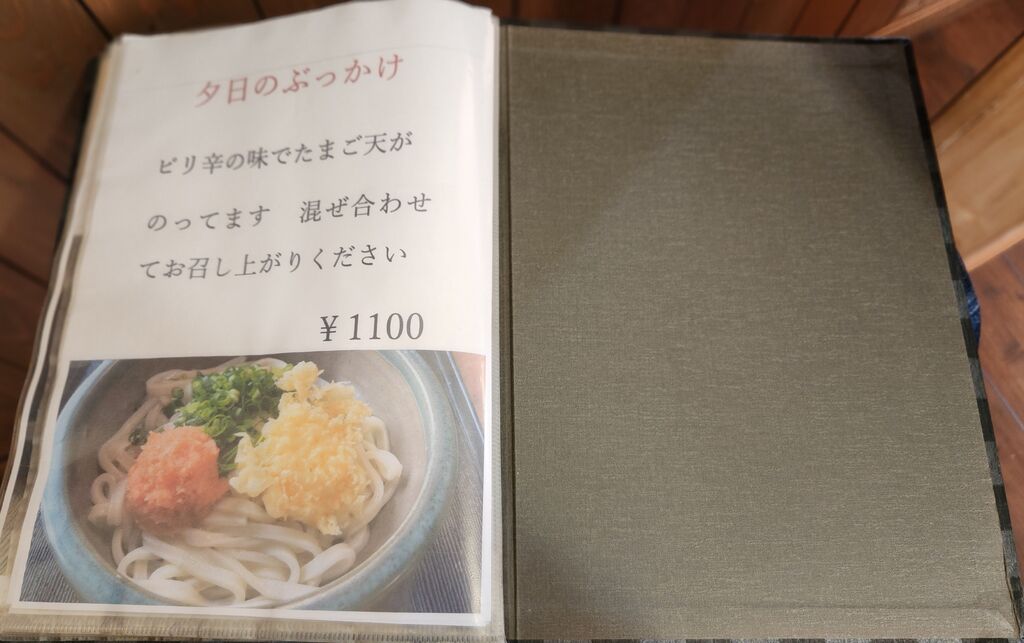 夕日のぶっかけ
ピリ辛の味でたまご天が
のってます　混ぜ合わせ
てお召し上がりください
￥1100